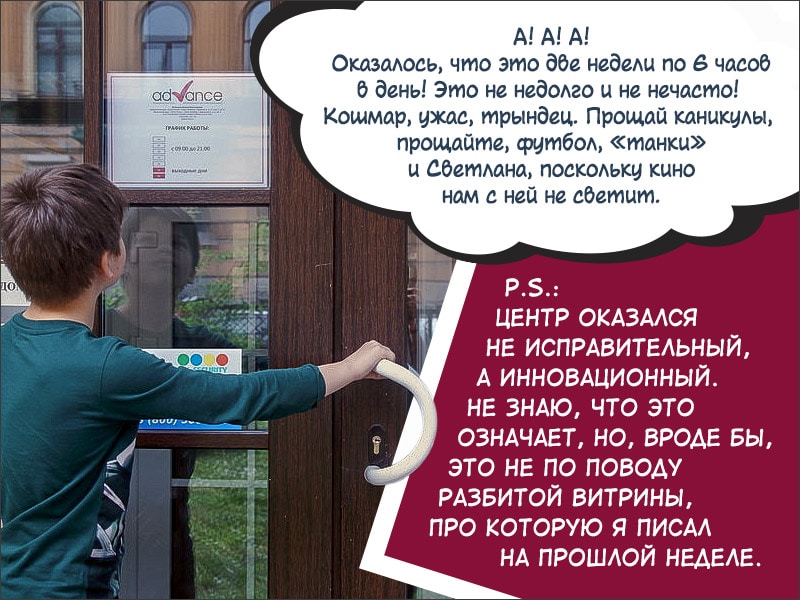 А! А! А!
Оказалось, что это две недели по 6 часов
в день! Это не недолго и не нечасто!
Кошмар, ужас, трындец. Прощай каникулы,
прощайте, футбол, «танки»
и Светлана, поскольку кино
нам с ней не светит.
advance
ГРАФИК РАБОТЫ:
с 09.00 до 21.00
ВЫХОДНЫЕ ДНИ
SECURITY
P.S.:
ЦЕНТР ОКАЗАЛСЯ
НЕ ИСПРАВИТЕЛЬНЫЙ,
А ИННОВАЦИОННЫЙ.
НЕ ЗНАЮ, ЧТО ЭТО
ОЗНАЧАЕТ, НО, ВРОДЕ БЫ,
ЭТО НЕ ПО ПОВОДУ
РАЗБИТОЙ ВИТРИНЫ,
ПРО КОТОРУЮ Я ПИСАЛ
НА ПРОШЛОЙ НЕДЕЛЕ.